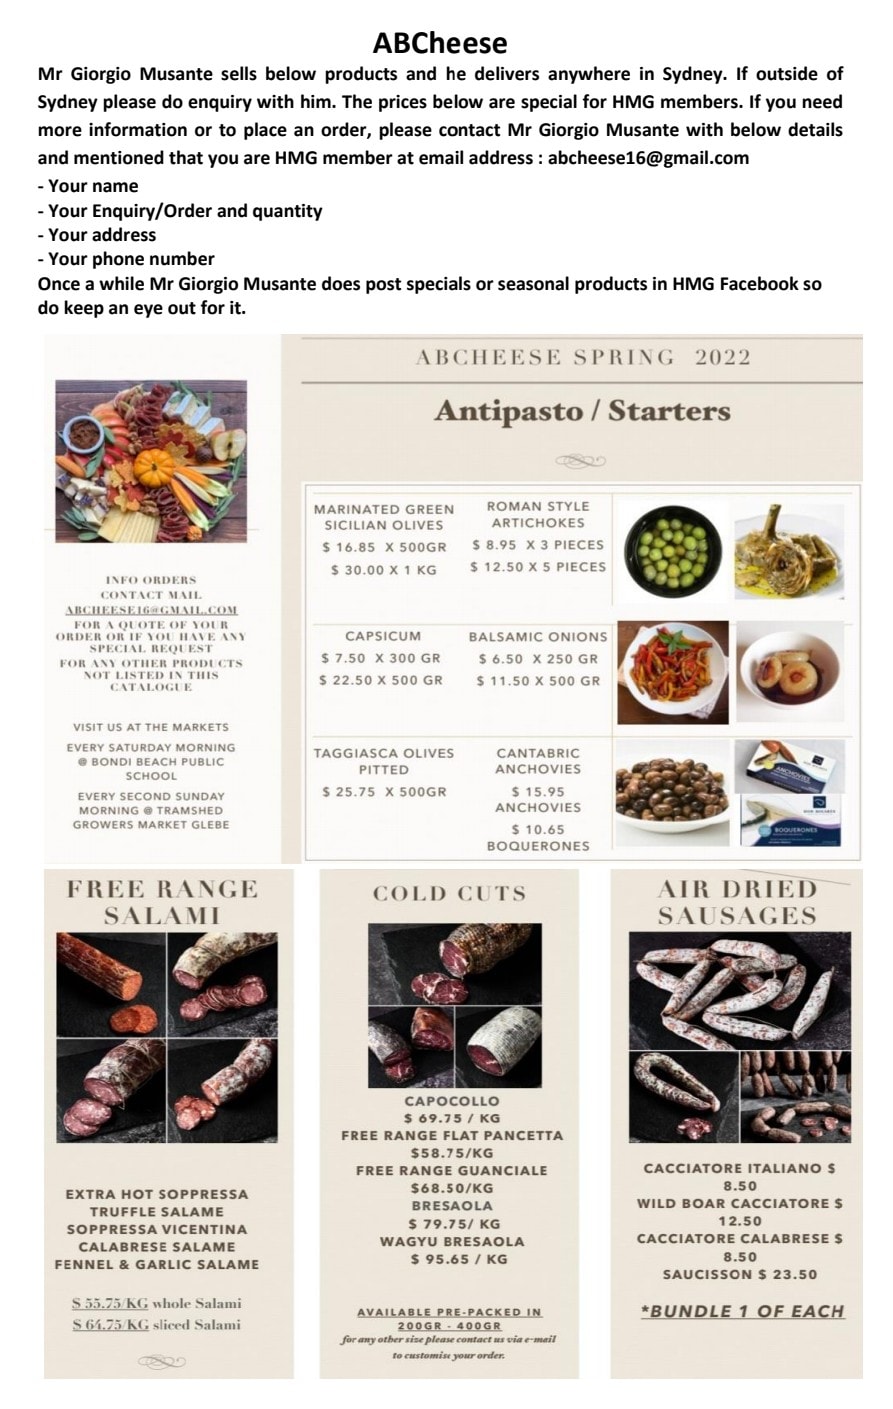 ABCheese
Mr Giorgio Musante sells below products and he delivers anywhere in Sydney. If outside of
Sydney please do enquiry with him. The prices below are special for HMG members. If you need
more information or to place an order, please contact Mr Giorgio Musante with below details
and mentioned that you are HMG member at email address : abcheese16@gmail.com
- Your name
- Your Enquiry/Order and quantity
- Your address
- Your phone number
Once a while Mr Giorgio Musante does post specials or seasonal products in HMG Facebook so
do keep an eye out for it.
INFO ORDERS
CONTACT MAIL
ABCHEESE16@GMAIL.COM
FOR A QUOTE OF YOUR
ORDER OR IF YOU HAVE ANY
SPECIAL REQUEST
FOR ANY OTHER PRODUCTS
NOT LISTED IN THIS
CATALOGUE
VISIT US AT THE MARKETS
EVERY SATURDAY MORNING
@ BONDI BEACH PUBLIC
SCHOOL
EVERY SECOND SUNDAY
MORNING @ TRAMSHED
GROWERS MARKET GLEBE
ABCHEESE SPRING 2022
Antipasto / Starters
MARINATED GREEN
SICILIAN OLIVES
$ 16.85 X 500GR
$ 30.00 X 1 KG
ROMAN STYLE
ARTICHOKES
$ 8.95 X 3 PIECES
$ 12.50 X 5 PIECES
CAPSICUM
$ 7.50 X 300 GR
$ 22.50 X 500 GR
BALSAMIC ONIONS
$ 6.50 X 250 GR
$ 11.50 X 500 GR
TAGGIASCA OLIVES
PITTED
$ 25.75 X 500GR
CANTABRIC
ANCHOVIES
$ 15.95
ANCHOVIES
$ 10.65
BOQUERONES
ANCHOVIES
BOQUERONES
FREE RANGE
SALAMI
EXTRA HOT SOPPRESSA
TRUFFLE SALAME
SOPPRESSA VICENTINA
CALABRESE SALAME
FENNEL & GARLIC SALAME
$ 55.75/KG whole Salami
$ 64.75/KG sliced Salami
COLD CUTS
CAPOCOLLO
$ 69.75 / KG
FREE RANGE FLAT PANCETTA
$58.75/KG
FREE RANGE GUANCIALE
$68.50/KG
BRESAOLA
$ 79.75/ KG
WAGYU BRESAOLA
$ 95.65 / KG
AVAILABLE PRE-PACKED IN
200GR - 400GR
for any other size please contact us via e-mail
to customise your order.
AIR DRIED
SAUSAGES
CACCIATORE ITALIANO $
8.50
WILD BOAR CACCIATORE $
12.50
CACCIATORE CALABRESE $
8.50
SAUCISSON $ 23.50
*BUNDLE 1 OF EACH